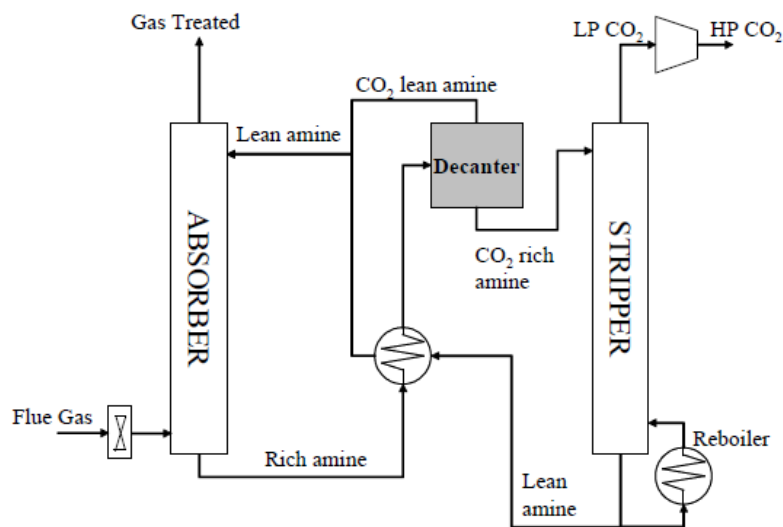 Gas Treated
LP CO₂
HP CO₂
CO₂ lean amine
Lean amine
Decanter
ABSORBER
STRIPPER
CO₂ rich
amine
Flue Gas
Rich amine
Lean
amine
Reboiler